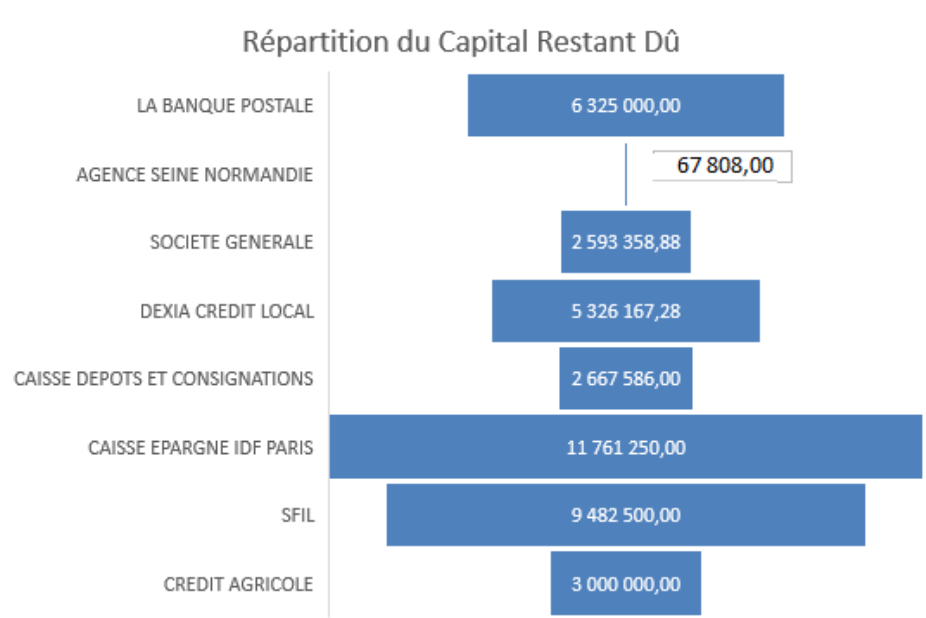 Répartition du Capital Restant Dû
LA BANQUE POSTALE 6 325 000,00
AGENCE SEINE NORMANDIE 67 808,00
SOCIETE GENERALE 2 593 358,88
DEXIA CREDIT LOCAL 5 326 167,28
CAISSE DEPOTS ET CONSIGNATIONS 2 667 586,00
CAISSE EPARGNE IDF PARIS 11 761 250,00
SFIL 9 482 500,00
CREDIT AGRICOLE 3 000 000,00